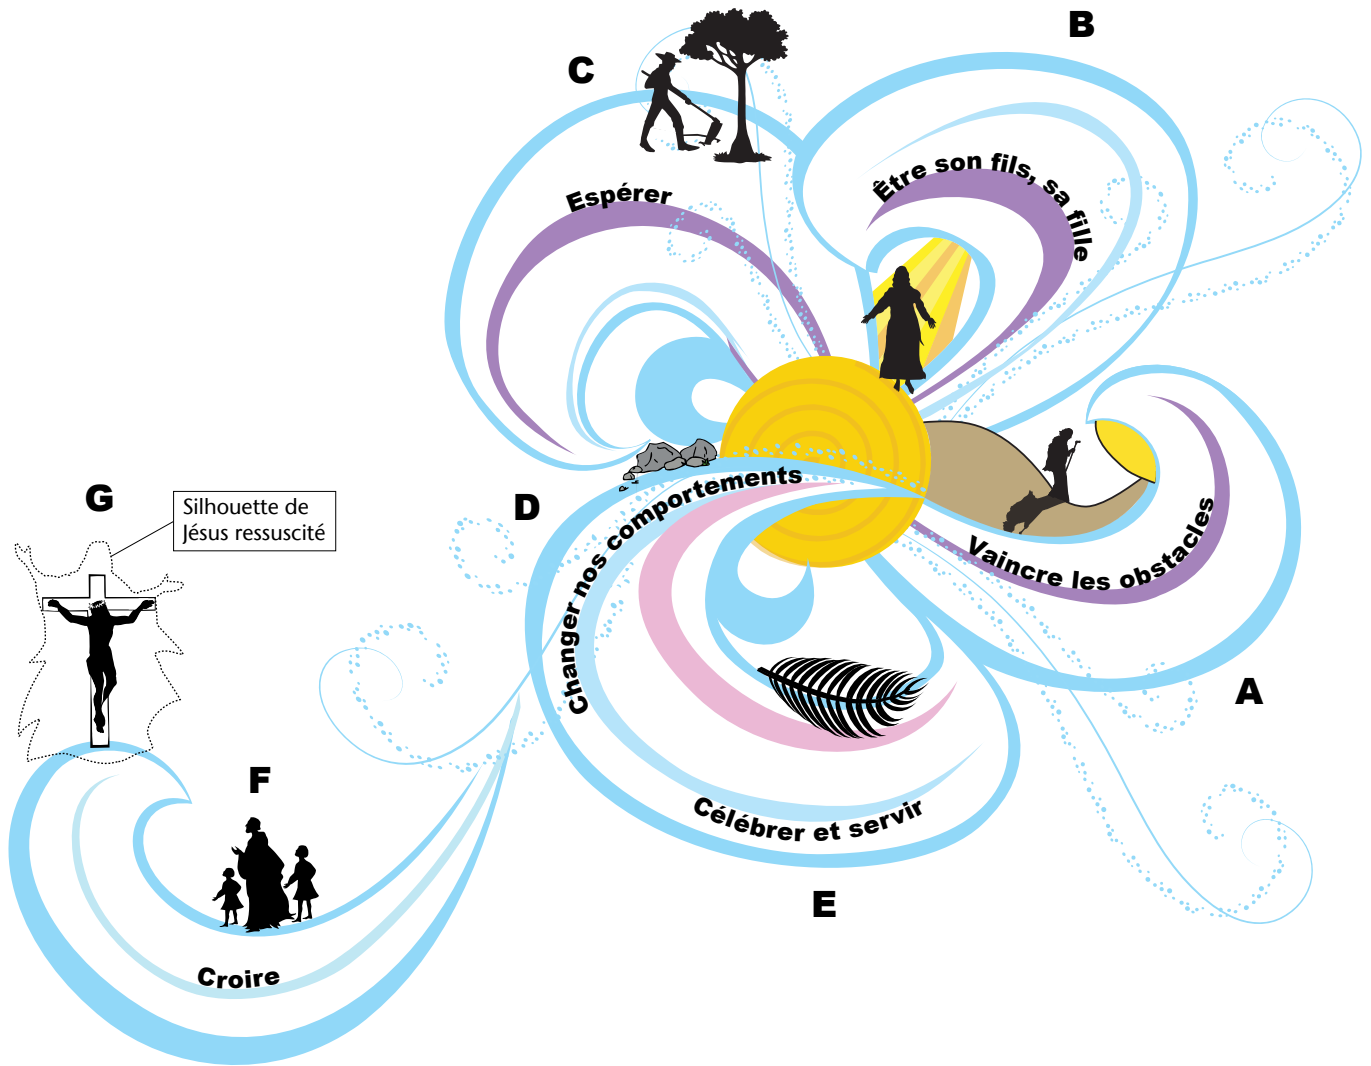 B
C
Être son fils, sa fille
Espérer
G
Silhouette de
Jésus ressuscité
D
Changer nos comportements
Vaincre les obstacles
A
F
Célébrer et servir
E
Croire